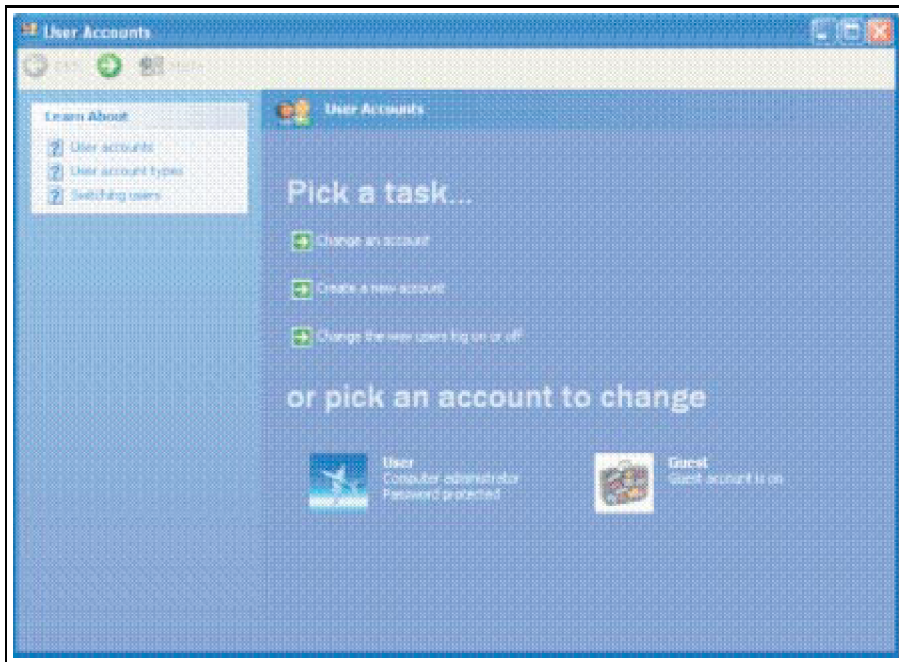 User Accounts
Back Home
Learn About
User accounts
User account types
Switching users
User Accounts
Pick a task...
Change an account
Create a new account
Change the way users log on or off
or pick an account to change
User
Computer administrator
Password protected
Guest
Guest account is on